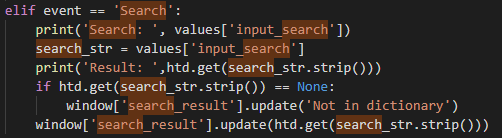 elif event == 'Search':
    print('Search: ', values['input_search'])
    search_str = values['input_search']
    print('Result: ',htd.get(search_str.strip()))
    if htd.get(search_str.strip()) == None:
        window['search_result'].update('Not in dictionary')
    window['search_result'].update(htd.get(search_str.strip()))